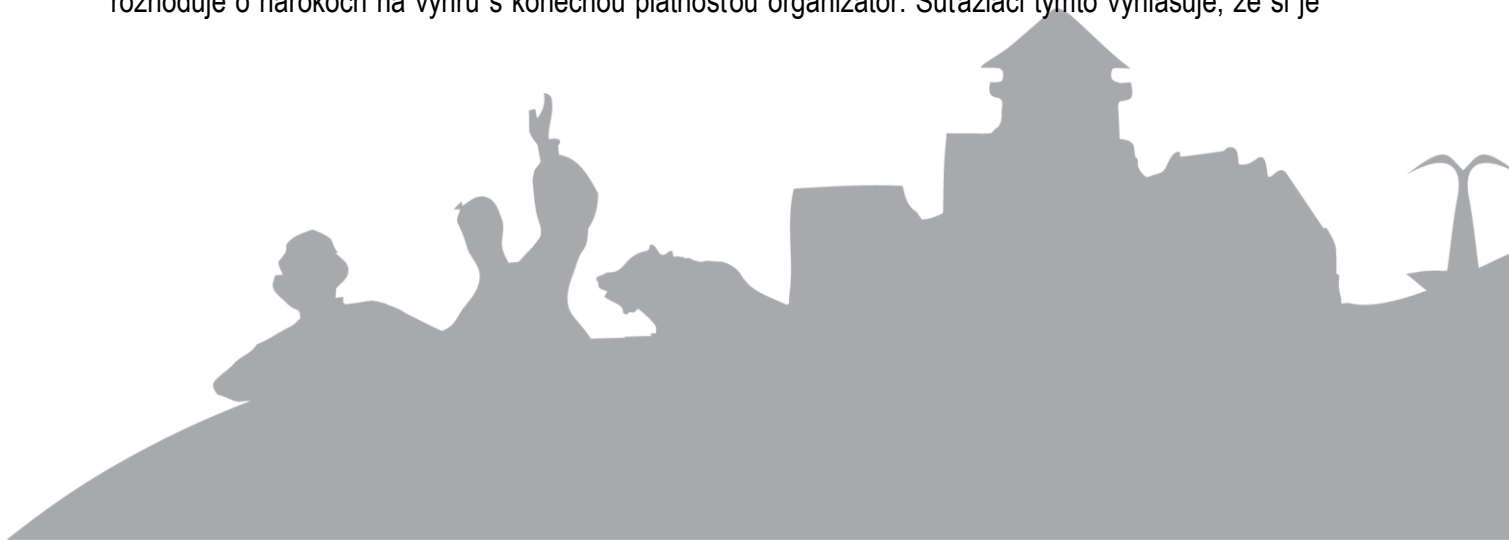 rozhoduje o nárokoch na výhru s konečnou platnosťou organizátor. Súťažiaci týmto vyhlasuje, že si je